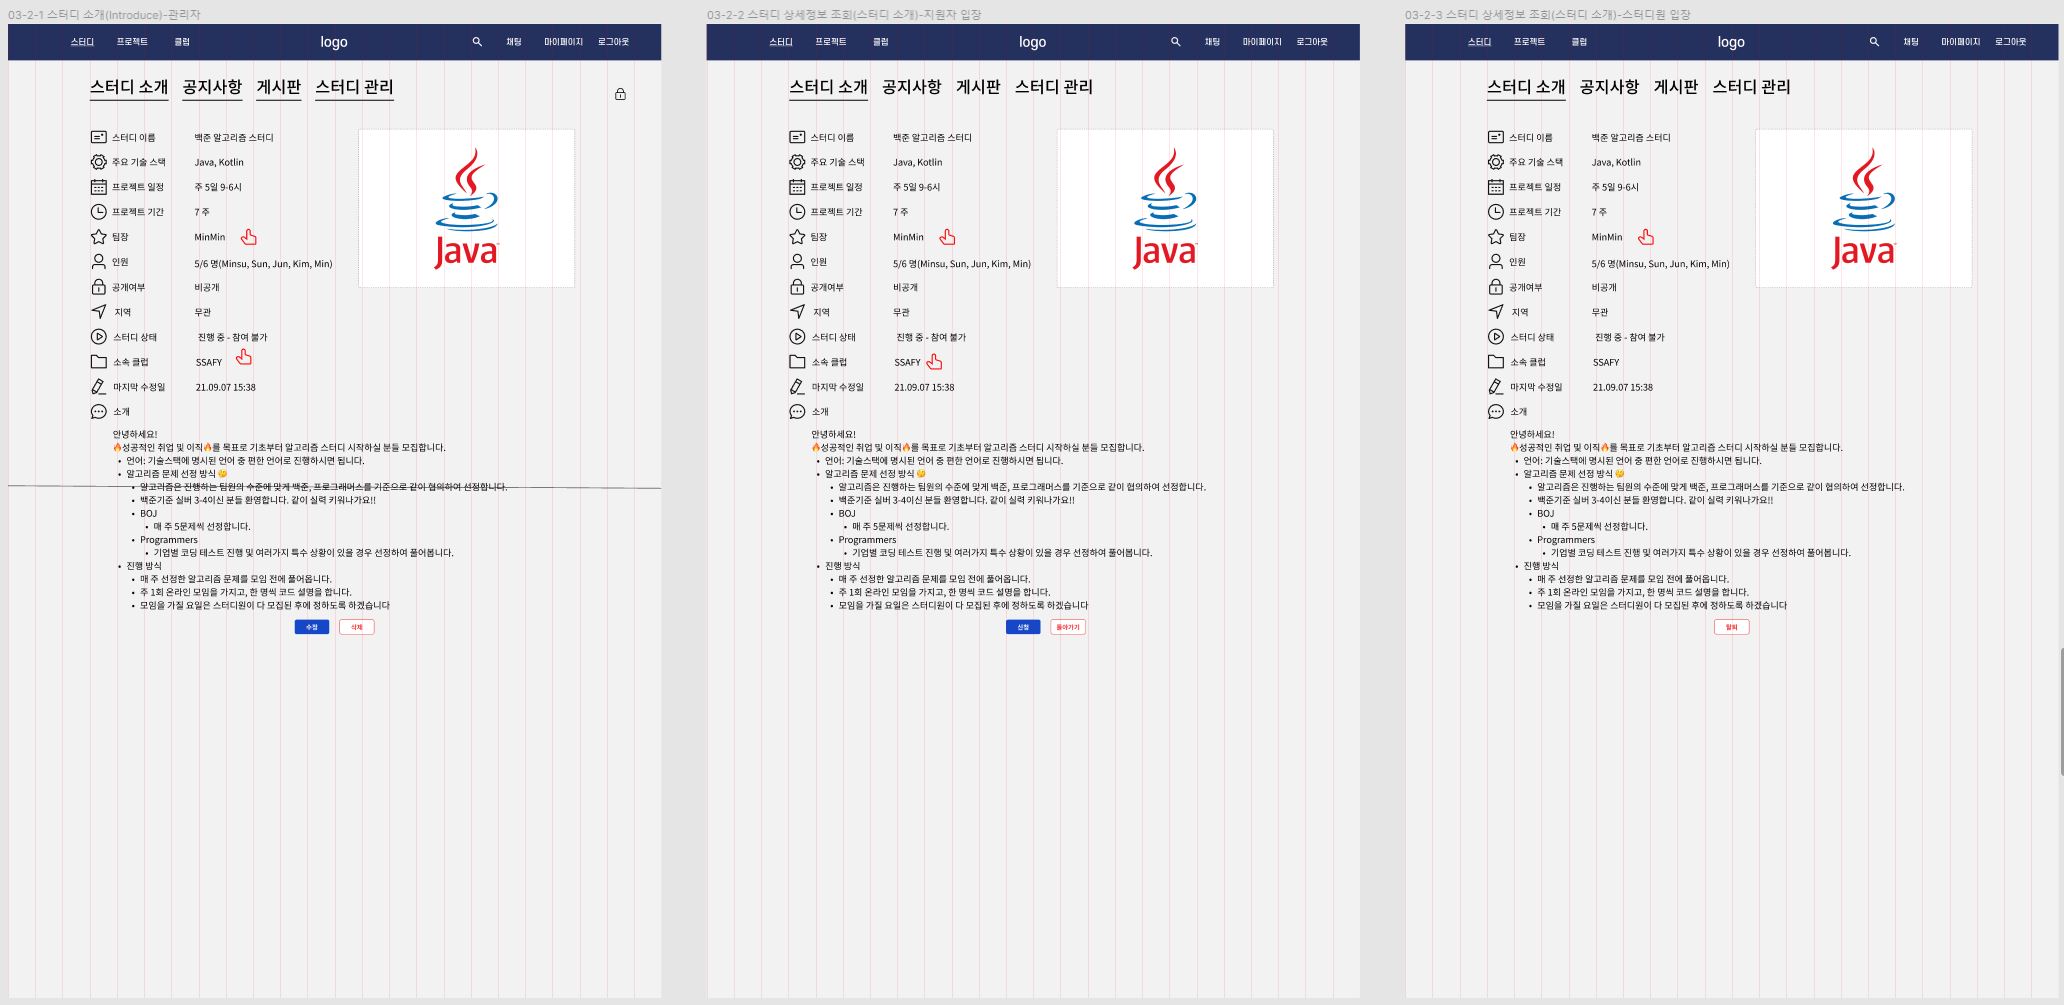 03-2-1 스터디 소개(Introduce)-관리자
스터디 프로젝트 클럽 logo 채팅 마이페이지 로그아웃
스터디 소개 공지사항 게시판 스터디 관리
스터디 이름 백준 알고리즘 스터디
주요 기술 스택 Java, Kotlin
프로젝트 일정 주 5일 9-6시
프로젝트 기간 7 주
팀장 MinMin
인원 5/6 명(Minsu, Sun, Jun, Kim, Min)
공개여부 비공개
지역 무관
스터디 상태 진행 중 - 참여 불가
소속 클럽 SSAFY
마지막 수정일 21.09.07 15:38
소개
Java
안녕하세요!
🔥성공적인 취업 및 이직🔥를 목표로 기초부터 알고리즘 스터디 시작하실 분들 모집합니다.
• 언어: 기술스택에 명시된 언어 중 편한 언어로 진행하시면 됩니다.
• 알고리즘 문제 선정 방식
• 알고리즘은 진행하는 팀원의 수준에 맞게 백준, 프로그래머스를 기준으로 같이 협의하여 선정합니다.
• 백준기준 실버 3-4이신 분들 환영합니다. 같이 실력 키워나가요!!
• BOJ
• 매 주 5문제씩 선정합니다.
• Programmers
• 기업별 코딩 테스트 진행 및 여러가지 특수 상황이 있을 경우 선정하여 풀어봅니다.
• 진행 방식
• 매 주 선정한 알고리즘 문제를 모임 전에 풀어옵니다.
• 주 1회 온라인 모임을 가지고, 한 명씩 코드 설명을 합니다.
• 모임을 가질 요일은 스터디원이 다 모집된 후에 정하도록 하겠습니다
수정 삭제
03-2-2 스터디 상세정보 조회(스터디 소개)-지원자 입장
스터디 프로젝트 클럽 logo 채팅 마이페이지 로그아웃
스터디 소개 공지사항 게시판 스터디 관리
스터디 이름 백준 알고리즘 스터디
주요 기술 스택 Java, Kotlin
프로젝트 일정 주 5일 9-6시
프로젝트 기간 7 주
팀장 MinMin
인원 5/6 명(Minsu, Sun, Jun, Kim, Min)
공개여부 비공개
지역 무관
스터디 상태 진행 중 - 참여 불가
소속 클럽 SSAFY
마지막 수정일 21.09.07 15:38
소개
Java
안녕하세요!
🔥성공적인 취업 및 이직🔥를 목표로 기초부터 알고리즘 스터디 시작하실 분들 모집합니다.
• 언어: 기술스택에 명시된 언어 중 편한 언어로 진행하시면 됩니다.
• 알고리즘 문제 선정 방식
• 알고리즘은 진행하는 팀원의 수준에 맞게 백준, 프로그래머스를 기준으로 같이 협의하여 선정합니다.
• 백준기준 실버 3-4이신 분들 환영합니다. 같이 실력 키워나가요!!
• BOJ
• 매 주 5문제씩 선정합니다.
• Programmers
• 기업별 코딩 테스트 진행 및 여러가지 특수 상황이 있을 경우 선정하여 풀어봅니다.
• 진행 방식
• 매 주 선정한 알고리즘 문제를 모임 전에 풀어옵니다.
• 주 1회 온라인 모임을 가지고, 한 명씩 코드 설명을 합니다.
• 모임을 가질 요일은 스터디원이 다 모집된 후에 정하도록 하겠습니다
신청 돌아가기
03-2-3 스터디 상세정보 조회(스터디 소개)-스터디원 입장
스터디 프로젝트 클럽 logo 채팅 마이페이지 로그아웃
스터디 소개 공지사항 게시판 스터디 관리
스터디 이름 백준 알고리즘 스터디
주요 기술 스택 Java, Kotlin
프로젝트 일정 주 5일 9-6시
프로젝트 기간 7 주
팀장 MinMin
인원 5/6 명(Minsu, Sun, Jun, Kim, Min)
공개여부 비공개
지역 무관
스터디 상태 진행 중 - 참여 불가
소속 클럽 SSAFY
마지막 수정일 21.09.07 15:38
소개
Java
안녕하세요!
🔥성공적인 취업 및 이직🔥를 목표로 기초부터 알고리즘 스터디 시작하실 분들 모집합니다.
• 언어: 기술스택에 명시된 언어 중 편한 언어로 진행하시면 됩니다.
• 알고리즘 문제 선정 방식
• 알고리즘은 진행하는 팀원의 수준에 맞게 백준, 프로그래머스를 기준으로 같이 협의하여 선정합니다.
• 백준기준 실버 3-4이신 분들 환영합니다. 같이 실력 키워나가요!!
• BOJ
• 매 주 5문제씩 선정합니다.
• Programmers
• 기업별 코딩 테스트 진행 및 여러가지 특수 상황이 있을 경우 선정하여 풀어봅니다.
• 진행 방식
• 매 주 선정한 알고리즘 문제를 모임 전에 풀어옵니다.
• 주 1회 온라인 모임을 가지고, 한 명씩 코드 설명을 합니다.
• 모임을 가질 요일은 스터디원이 다 모집된 후에 정하도록 하겠습니다
탈퇴